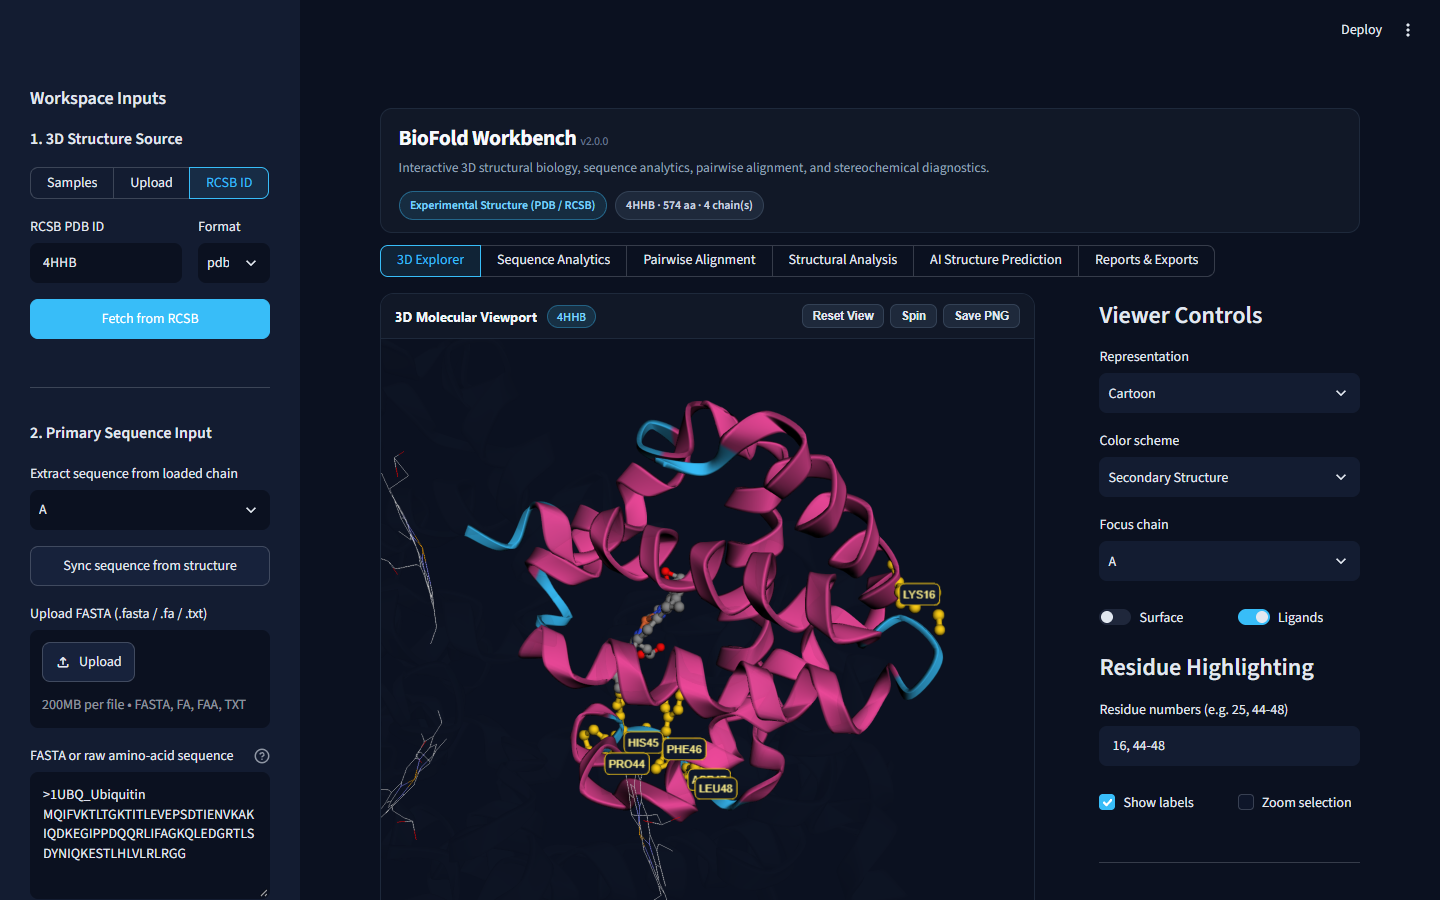 Deploy
Workspace Inputs
1. 3D Structure Source
Samples Upload RCSB ID
RCSB PDB ID Format
4HHB pdb
Fetch from RCSB
2. Primary Sequence Input
Extract sequence from loaded chain
A
Sync sequence from structure
Upload FASTA (.fasta / .fa / .txt)
Upload
200MB per file • FASTA, FA, FAA, TXT
FASTA or raw amino-acid sequence
>1UBQ_Ubiquitin
MQIFVKTLTGKTITLEVEPSDTIENVKAK
IQDKEGIPPDQQRLIFAGKQLEDGRTLS
DYNIQKESTLHLVLRLRGG
BioFold Workbench v2.0.0
Interactive 3D structural biology, sequence analytics, pairwise alignment, and stereochemical diagnostics.
Experimental Structure (PDB / RCSB) 4HHB · 574 aa · 4 chain(s)
3D Explorer Sequence Analytics Pairwise Alignment Structural Analysis AI Structure Prediction Reports & Exports
3D Molecular Viewport 4HHB Reset View Spin Save PNG
LYS16
HIS45
PHE46
PRO44
LEU48
Viewer Controls
Representation
Cartoon
Color scheme
Secondary Structure
Focus chain
A
Surface Ligands
Residue Highlighting
Residue numbers (e.g. 25, 44-48)
16, 44-48
Show labels Zoom selection